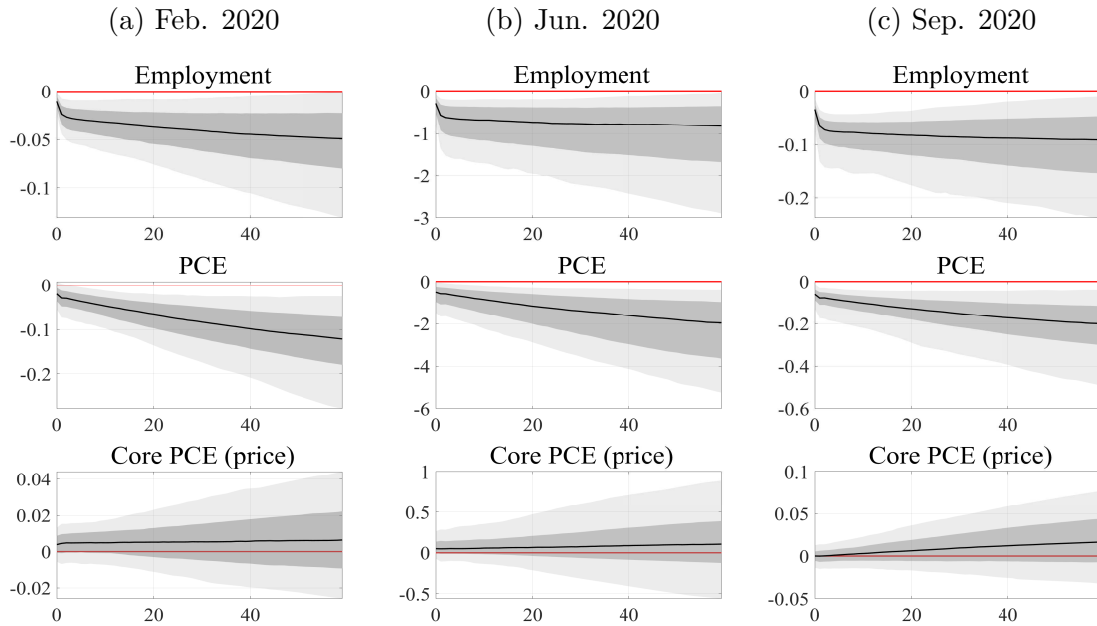 (a) Feb. 2020
(b) Jun. 2020
(c) Sep. 2020
Employment
Employment
Employment
0
-0.05
-0.1
0 20 40
0
-1
-2
-3
0 20 40
0
-0.1
-0.2
0 20 40
PCE
PCE
PCE
0
-0.1
-0.2
0 20 40
0
-2
-4
-6
0 20 40
0
-0.2
-0.4
-0.6
0 20 40
Core PCE (price)
Core PCE (price)
Core PCE (price)
0.04
0.02
0
-0.02
0 20 40
1
0.5
0
-0.5
0 20 40
0.1
0.05
0
-0.05
0 20 40